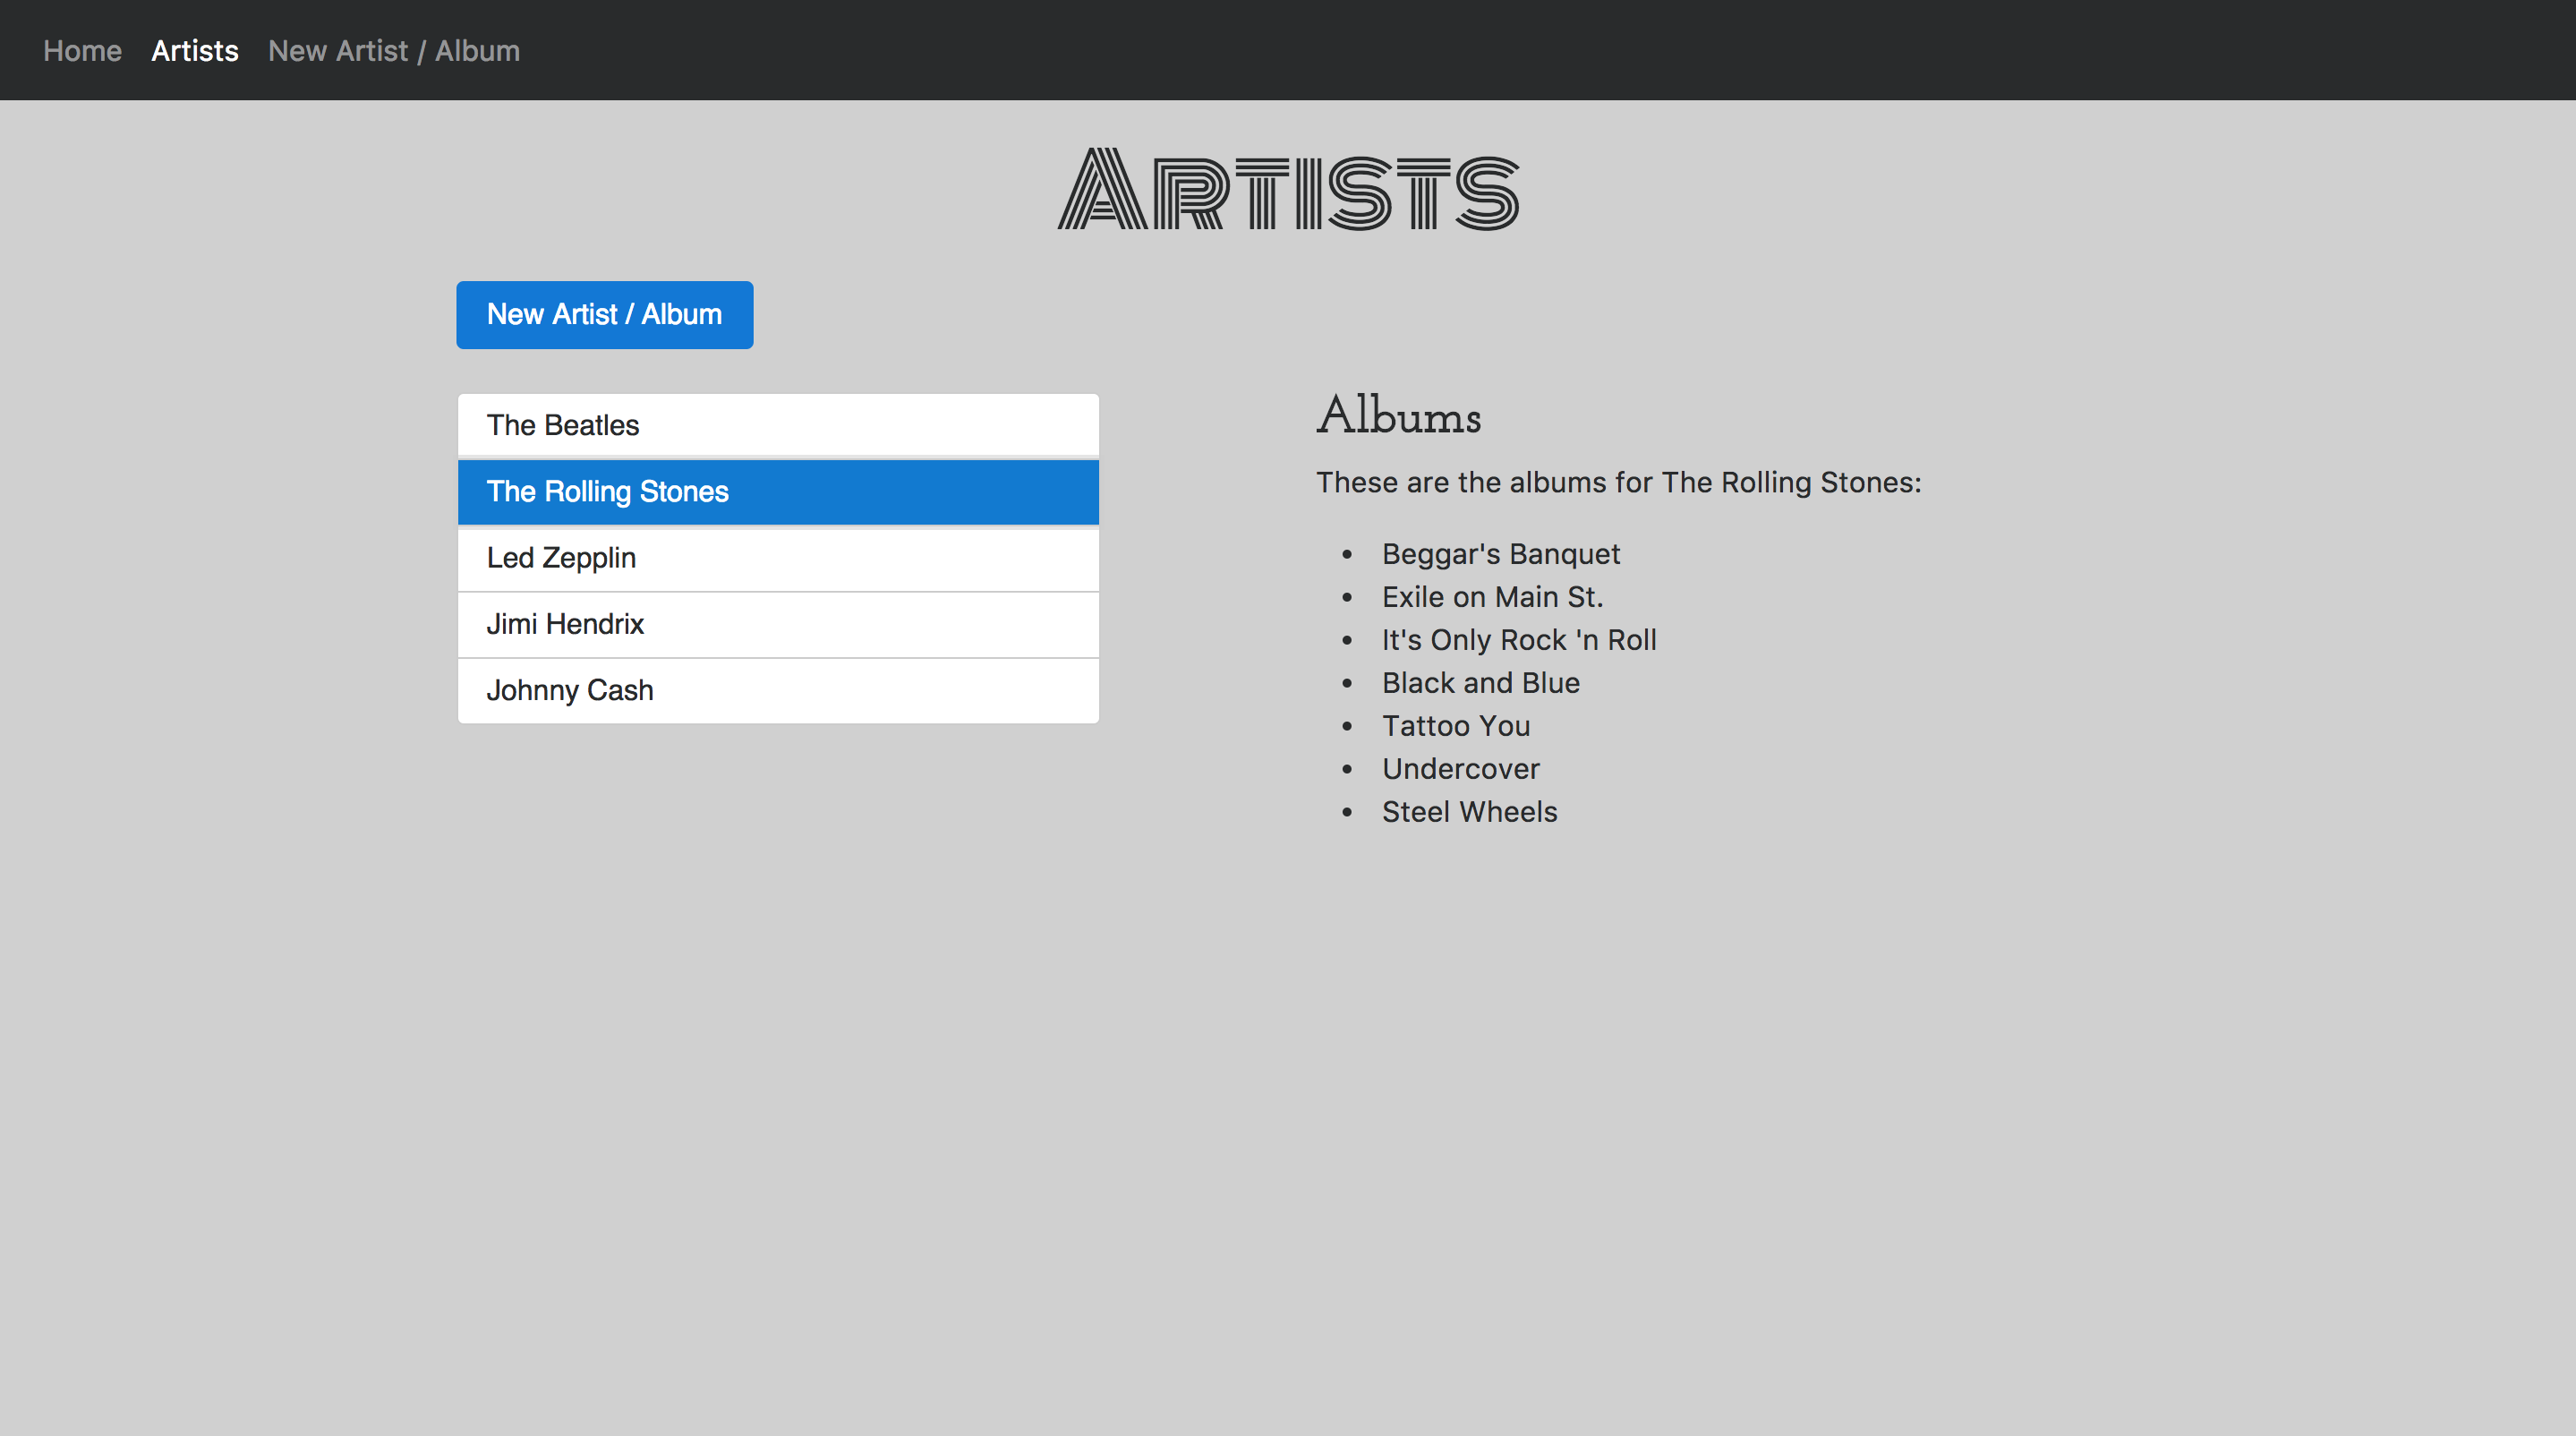 Home Artists New Artist / Album
Artists
New Artist / Album
The Beatles
The Rolling Stones
Led Zepplin
Jimi Hendrix
Johnny Cash
Albums
These are the albums for The Rolling Stones:
• Beggar's Banquet
• Exile on Main St.
• It's Only Rock 'n Roll
• Black and Blue
• Tattoo You
• Undercover
• Steel Wheels